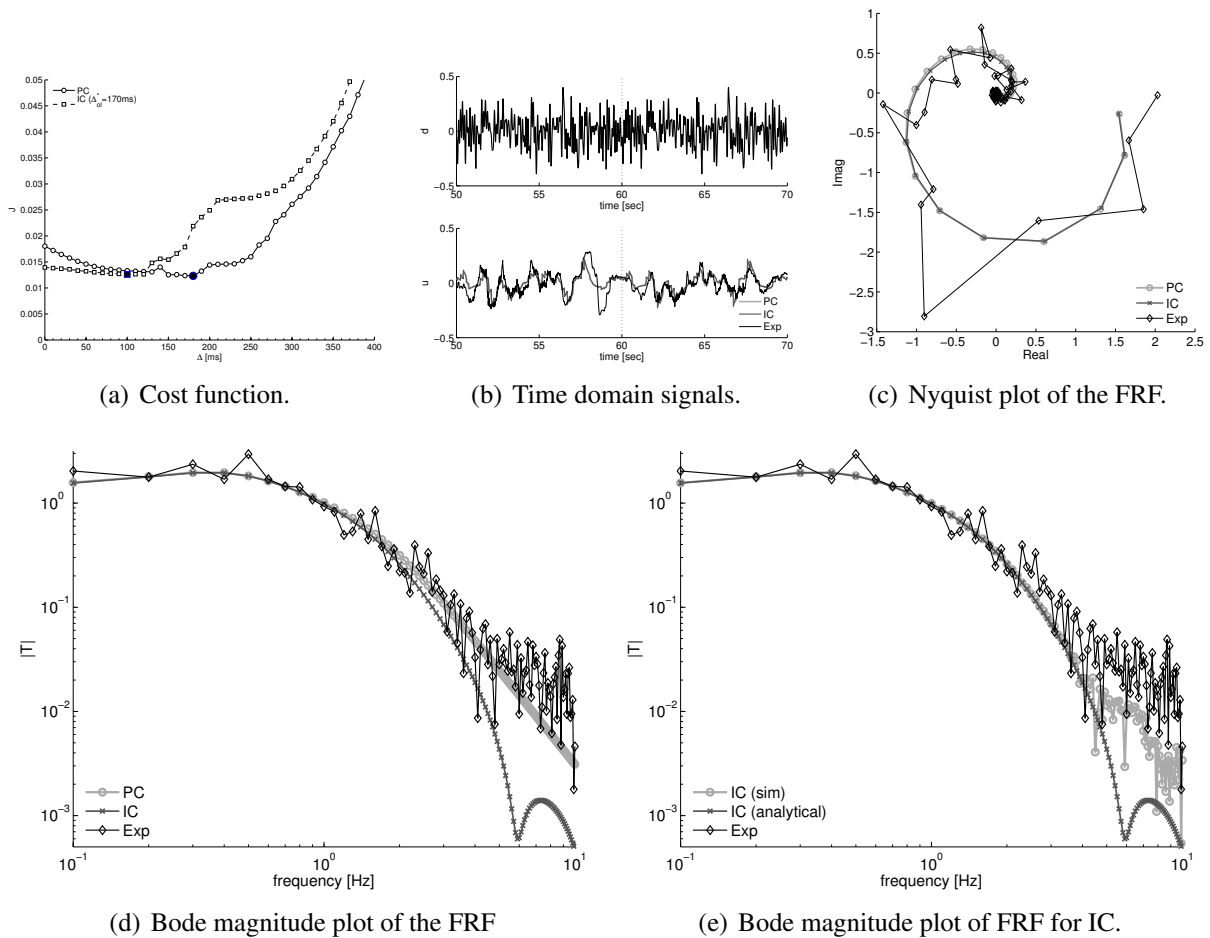 0.05
0.045
0.04
0.035
0.03
0.025
0.02
0.015
0.01
0.005
0
J
PC
IC (Δ*ol=170ms)
0 50 100 150 200 250 300 350 400
Δ [ms]
(a) Cost function.
0.5
0
−0.5
d
50 55 60 65 70
time [sec]
0.5
0
−0.5
u
PC
IC
Exp
50 55 60 65 70
time [sec]
(b) Time domain signals.
1
0.5
0
−0.5
−1
−1.5
−2
−2.5
−3
Imag
PC
IC
Exp
−1.5 −1 −0.5 0 0.5 1 1.5 2 2.5
Real
(c) Nyquist plot of the FRF.
10^0
10^−1
10^−2
10^−3
|T|
PC
IC
Exp
10^−1 10^0 10^1
frequency [Hz]
(d) Bode magnitude plot of the FRF
10^0
10^−1
10^−2
10^−3
|T|
IC (sim)
IC (analytical)
Exp
10^−1 10^0 10^1
frequency [Hz]
(e) Bode magnitude plot of FRF for IC.